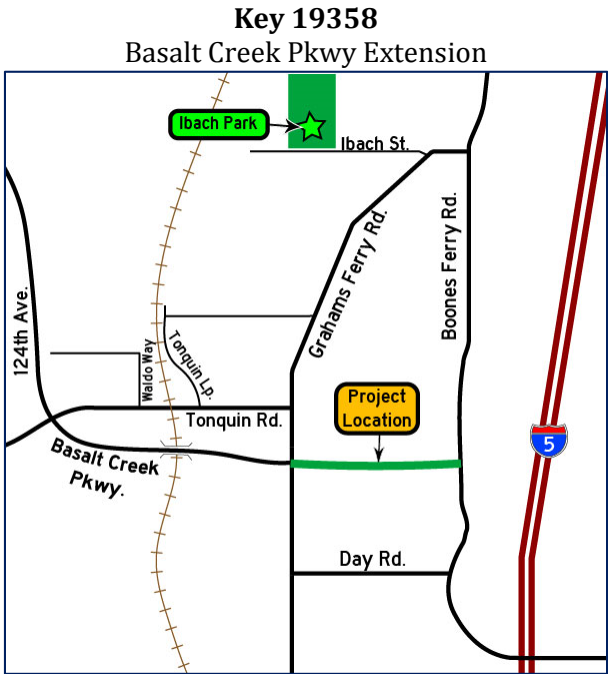 Key 19358
Basalt Creek Pkwy Extension
Ibach Park
Ibach St.
Grahams Ferry Rd.
Boones Ferry Rd.
124th Ave.
Waldo Way
Tonquin Lp.
Project
Location
Tonquin Rd.
Basalt Creek
Pkwy.
5
Day Rd.